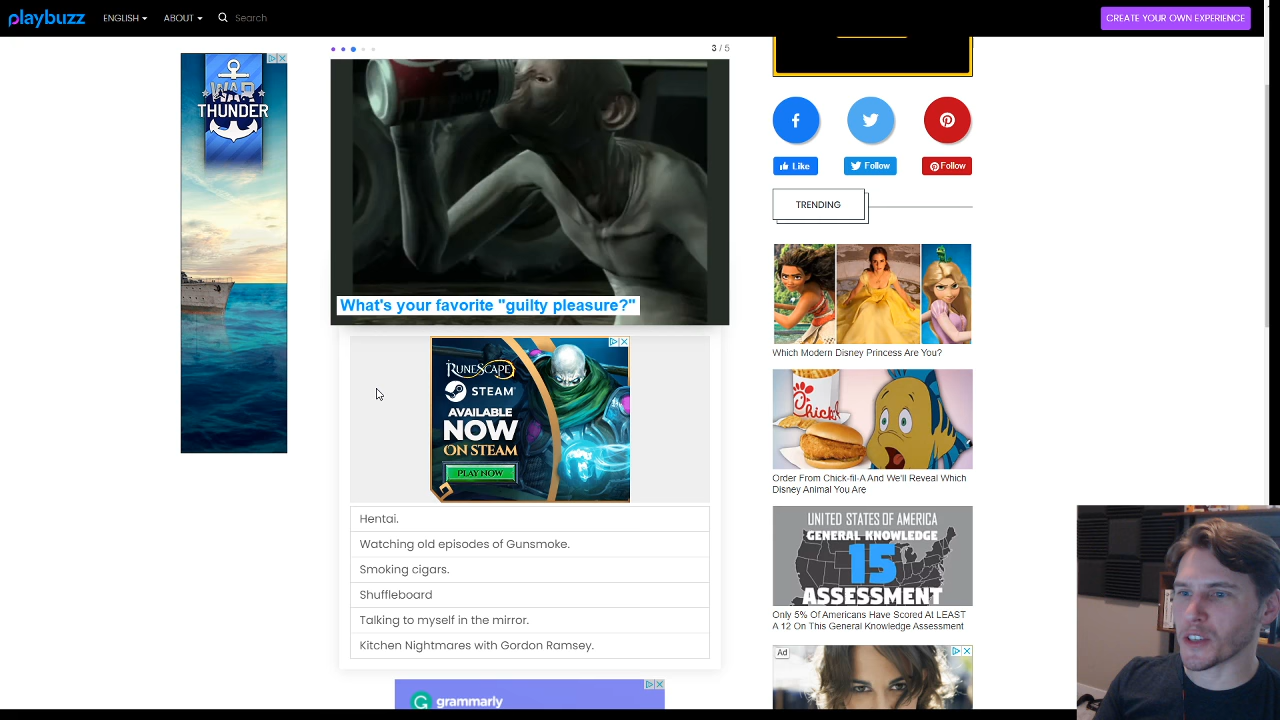 playbuzz
ENGLISH
ABOUT
Search
CREATE YOUR OWN EXPERIENCE
3 / 5
WAR
THUNDER
What's your favorite "guilty pleasure?"
RUNESCAPE
STEAM®
AVAILABLE
NOW
ON STEAM
PLAY NOW
Hentai.
Watching old episodes of Gunsmoke.
Smoking cigars.
Shuffleboard
Talking to myself in the mirror.
Kitchen Nightmares with Gordon Ramsey.
grammarly
Like
Follow
Follow
TRENDING
Which Modern Disney Princess Are You?
Chick
Order From Chick-fil-A And We'll Reveal Which
Disney Animal You Are
UNITED STATES OF AMERICA
GENERAL KNOWLEDGE
15
ASSESSMENT
Only 5% Of Americans Have Scored At LEAST
A 12 On This General Knowledge Assessment
Ad